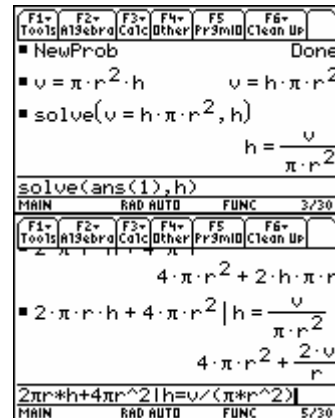 F1▾ F2▾ F3▾ F4▾ F5 F6▾
Tools Algebra Calc Other PrgmIO Clean Up
▪ NewProb Done
▪ v = π·r²·h v = h·π·r²
▪ solve(v = h·π·r², h)
h = v/(π·r²)
solve(ans(1),h)
MAIN RAD AUTO FUNC 3/30
F1▾ F2▾ F3▾ F4▾ F5 F6▾
Tools Algebra Calc Other PrgmIO Clean Up
4·π·r² + 2·h·π·r
▪ 2·π·r·h + 4·π·r² | h = v/(π·r²)
4·π·r² + 2·v/r
2πr*h+4πr^2|h=v/(π*r^2)
MAIN RAD AUTO FUNC 5/30